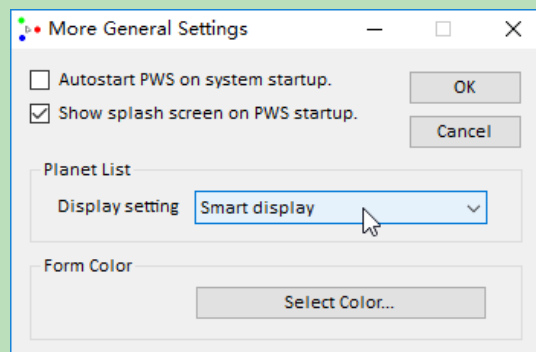 More General Settings
Autostart PWS on system startup.
OK
Show splash screen on PWS startup.
Cancel
Planet List
Display setting
Smart display
Form Color
Select Color...